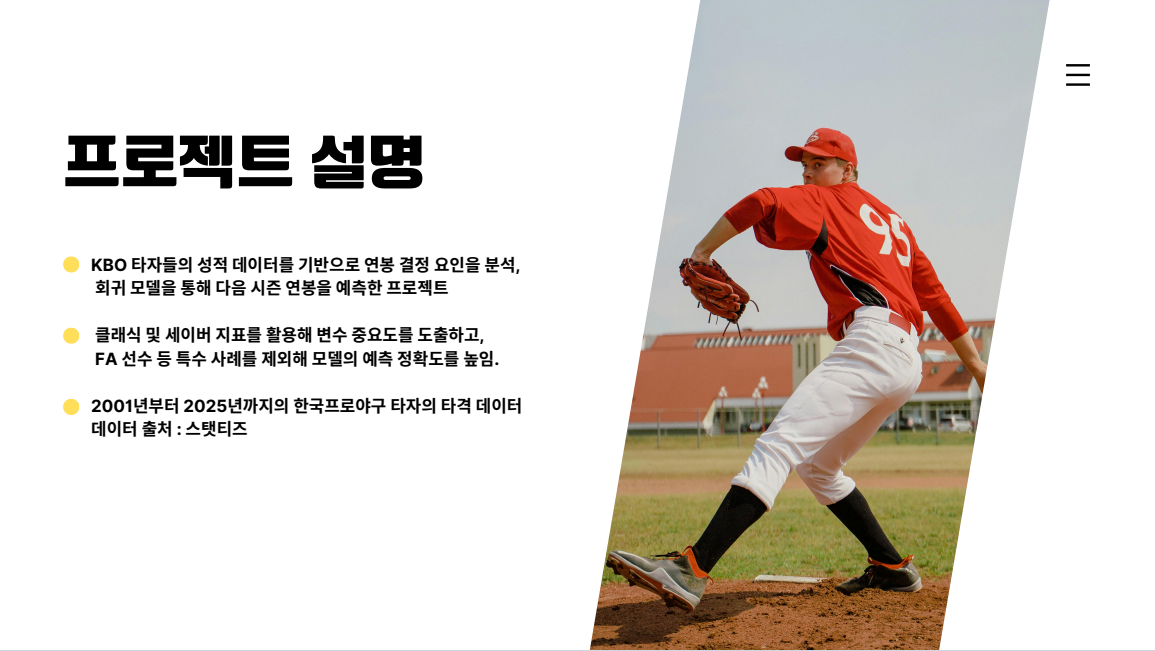 프로젝트 설명
KBO 타자들의 성적 데이터를 기반으로 연봉 결정 요인을 분석,
회귀 모델을 통해 다음 시즌 연봉을 예측한 프로젝트
클래식 및 세이버 지표를 활용해 변수 중요도를 도출하고,
FA 선수 등 특수 사례를 제외해 모델의 예측 정확도를 높임.
2001년부터 2025년까지의 한국프로야구 타자의 타격 데이터
데이터 출처 : 스탯티즈
95